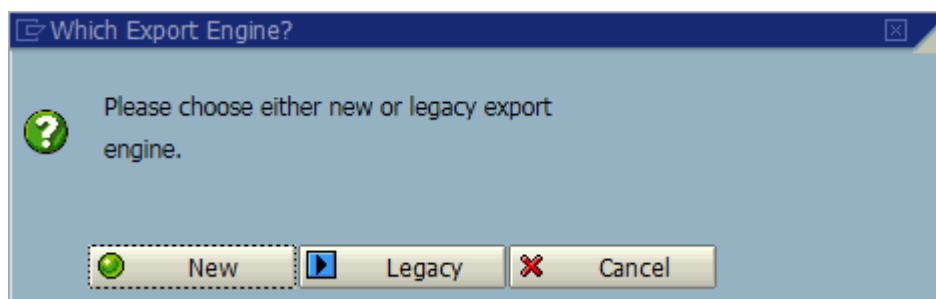 Which Export Engine?
Please choose either new or legacy export
engine.
New Legacy Cancel